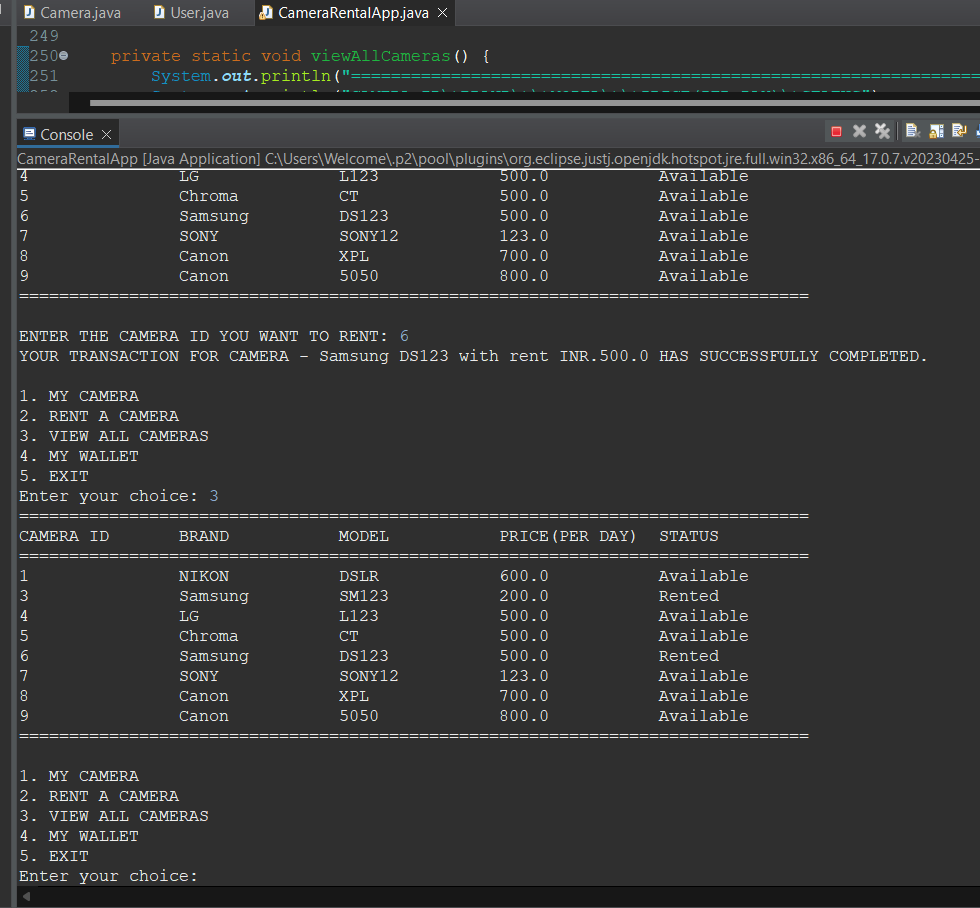 Camera.java User.java CameraRentalApp.java
249
250 private static void viewAllCameras() {
251 System.out.println("===============================================================
Console
CameraRentalApp [Java Application] C:\Users\Welcome\.p2\pool\plugins\org.eclipse.justj.openjdk.hotspot.jre.full.win32.x86_64_17.0.7.v20230425-
4 LG L123 500.0 Available
5 Chroma CT 500.0 Available
6 Samsung DS123 500.0 Available
7 SONY SONY12 123.0 Available
8 Canon XPL 700.0 Available
9 Canon 5050 800.0 Available
===============================================================================

ENTER THE CAMERA ID YOU WANT TO RENT: 6
YOUR TRANSACTION FOR CAMERA - Samsung DS123 with rent INR.500.0 HAS SUCCESSFULLY COMPLETED.

1. MY CAMERA
2. RENT A CAMERA
3. VIEW ALL CAMERAS
4. MY WALLET
5. EXIT
Enter your choice: 3
===============================================================================
CAMERA ID BRAND MODEL PRICE(PER DAY) STATUS
===============================================================================
1 NIKON DSLR 600.0 Available
3 Samsung SM123 200.0 Rented
4 LG L123 500.0 Available
5 Chroma CT 500.0 Available
6 Samsung DS123 500.0 Rented
7 SONY SONY12 123.0 Available
8 Canon XPL 700.0 Available
9 Canon 5050 800.0 Available
===============================================================================

1. MY CAMERA
2. RENT A CAMERA
3. VIEW ALL CAMERAS
4. MY WALLET
5. EXIT
Enter your choice: